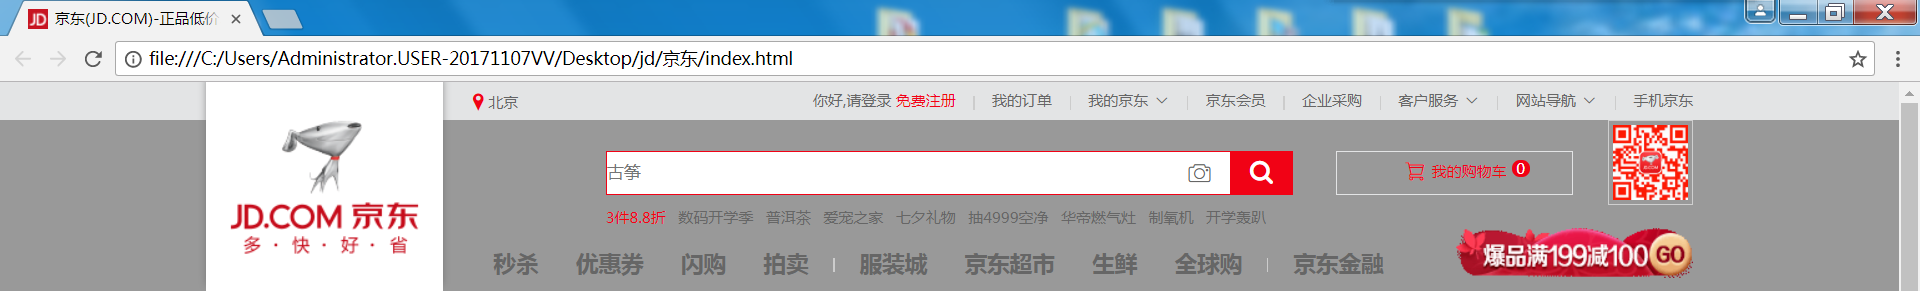 京东(JD.COM)-正品低价
file:///C:/Users/Administrator.USER-20171107VV/Desktop/jd/京东/index.html
北京
你好,请登录 免费注册 我的订单 我的京东 京东会员 企业采购 客户服务 网站导航 手机京东
JD.COM 京东
多·快·好·省
古筝
我的购物车 0
3件8.8折 数码开学季 普洱茶 爱宠之家 七夕礼物 抽4999空净 华帝燃气灶 制氧机 开学轰趴
秒杀 优惠券 闪购 拍卖 服装城 京东超市 生鲜 全球购 京东金融
爆品满199减100 GO